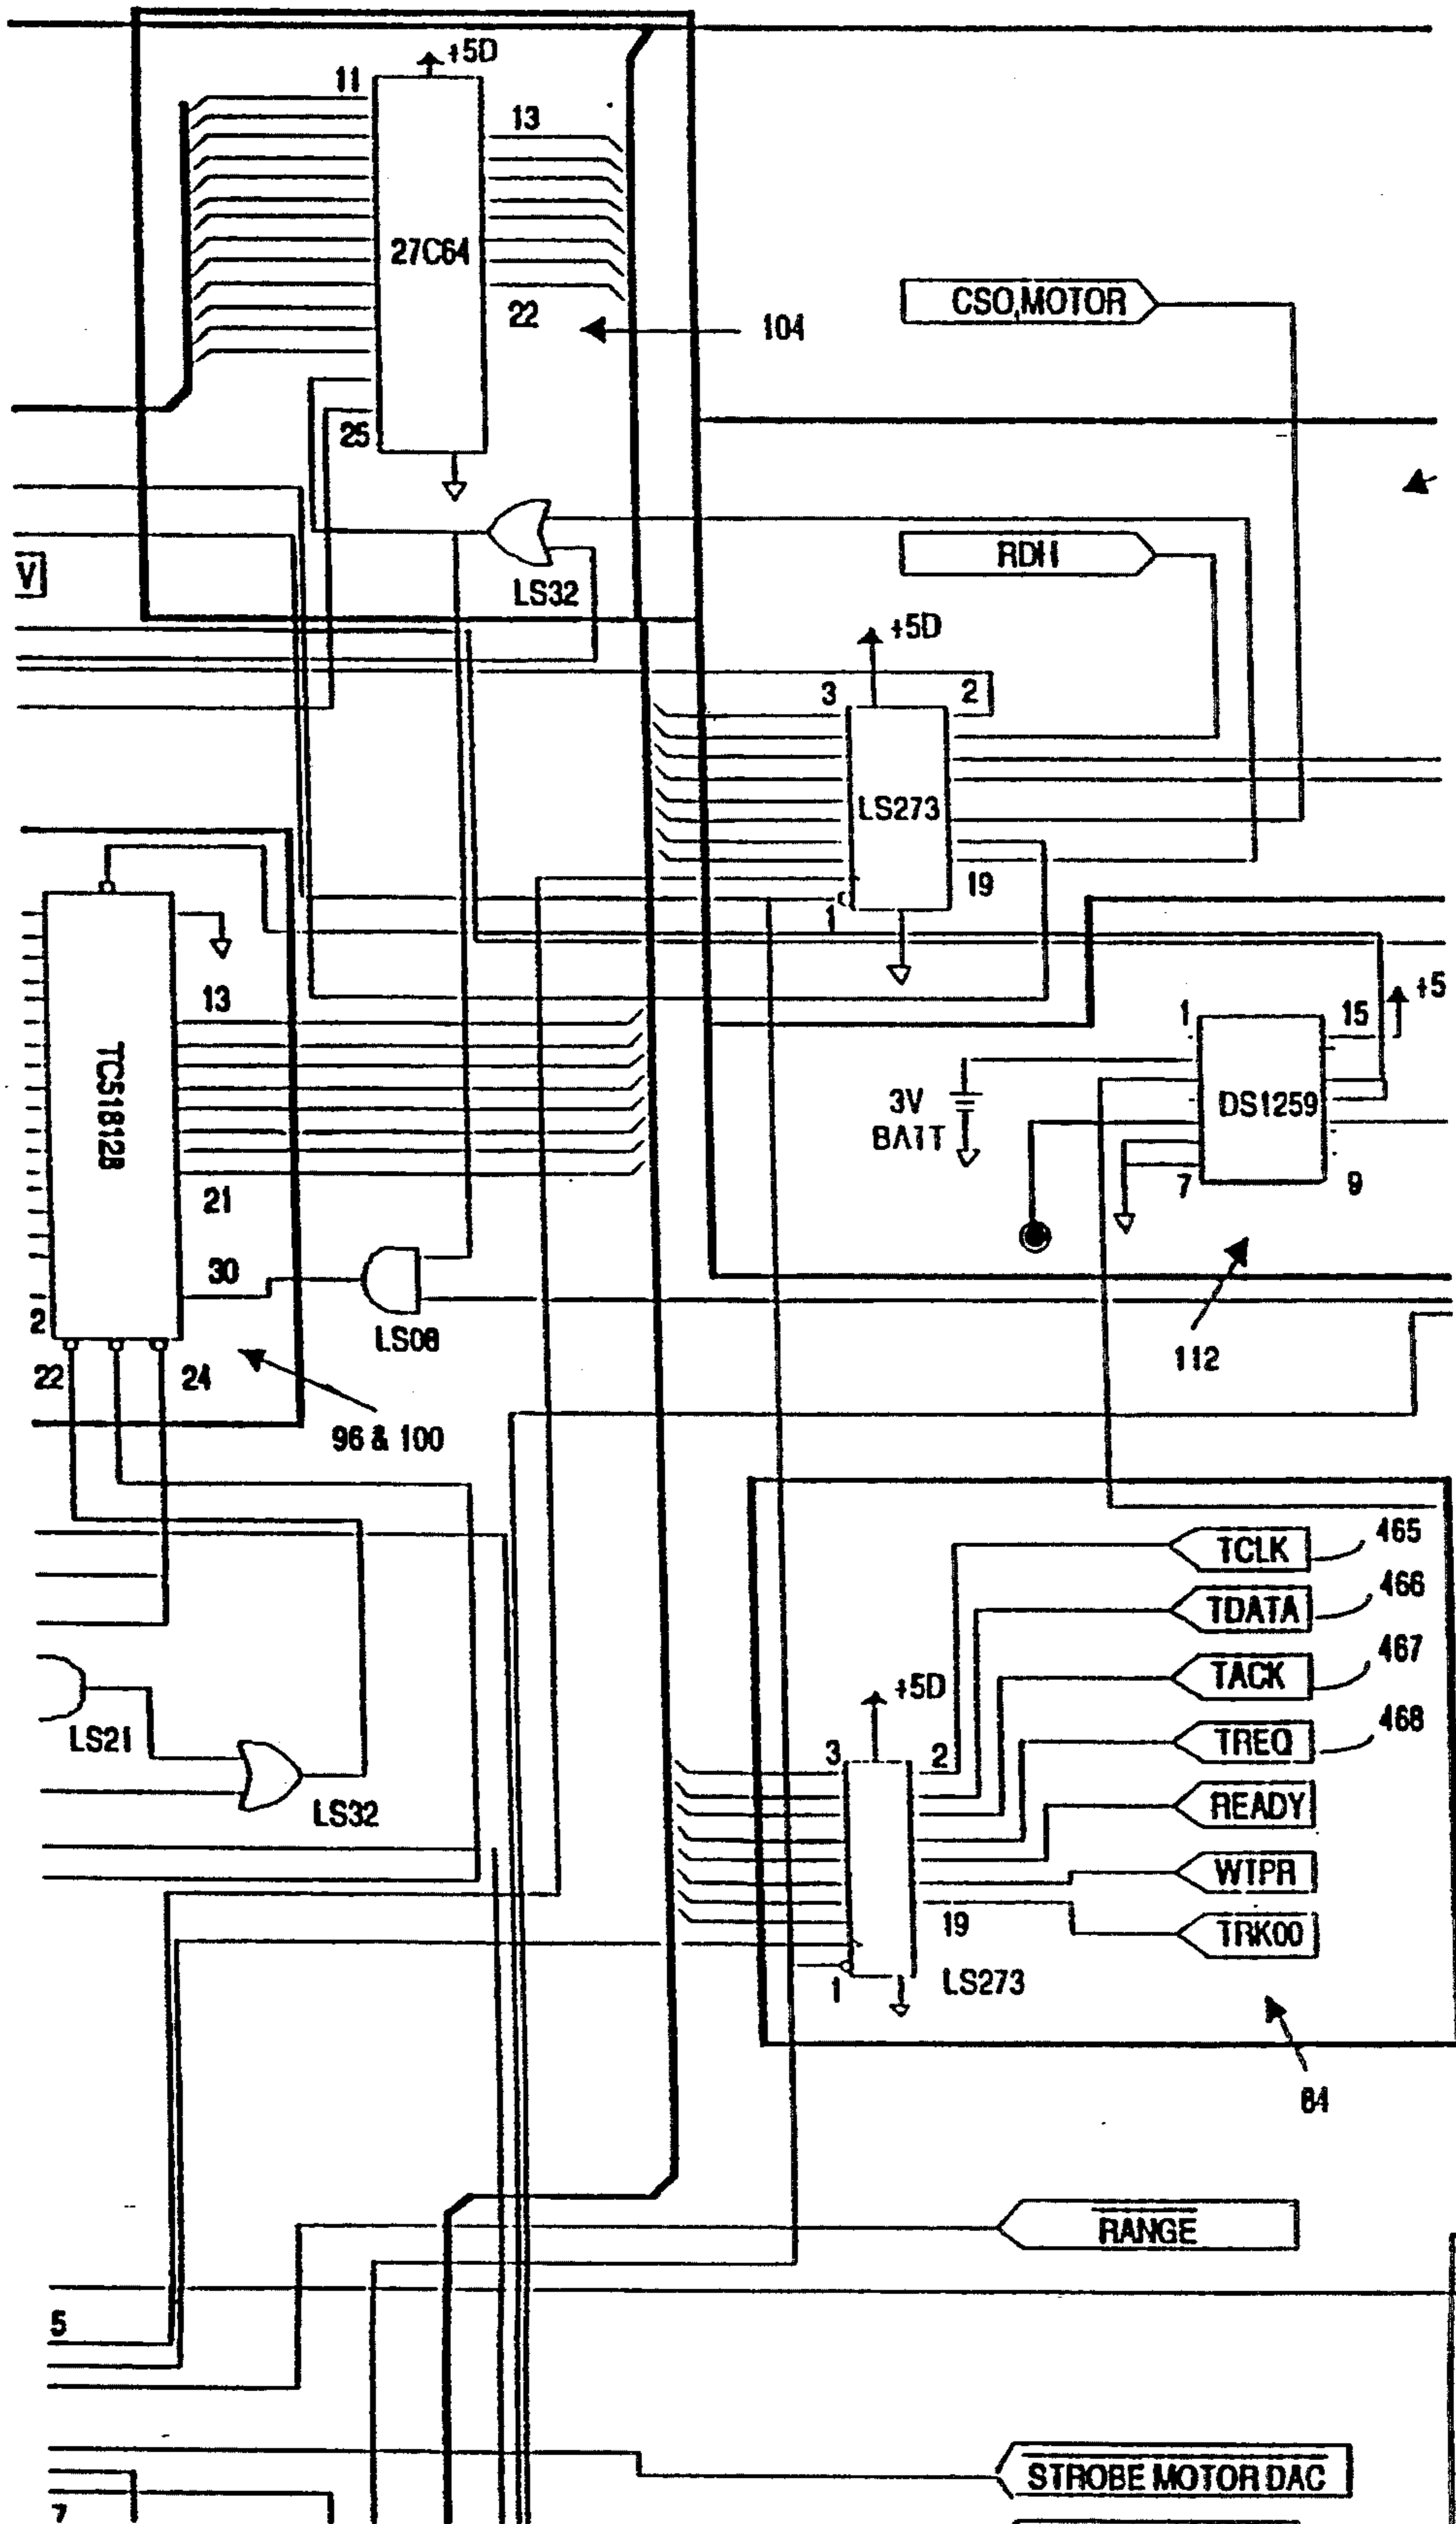 +5D
11
13
27C64
22
104
25
CSO,MOTOR
LS32
RDH
V
+5D
3
2
LS273
19
1
13
TC518128
21
30
2
22
24
LS08
96 & 100
+5
1
15
3V
BATT
DS1259
7
9
112
TCLK
465
TDATA
466
TACK
467
TREQ
468
READY
WTPR
TRK00
+5D
3
2
19
1
LS273
84
LS21
LS32
RANGE
5
STROBE MOTOR DAC
7